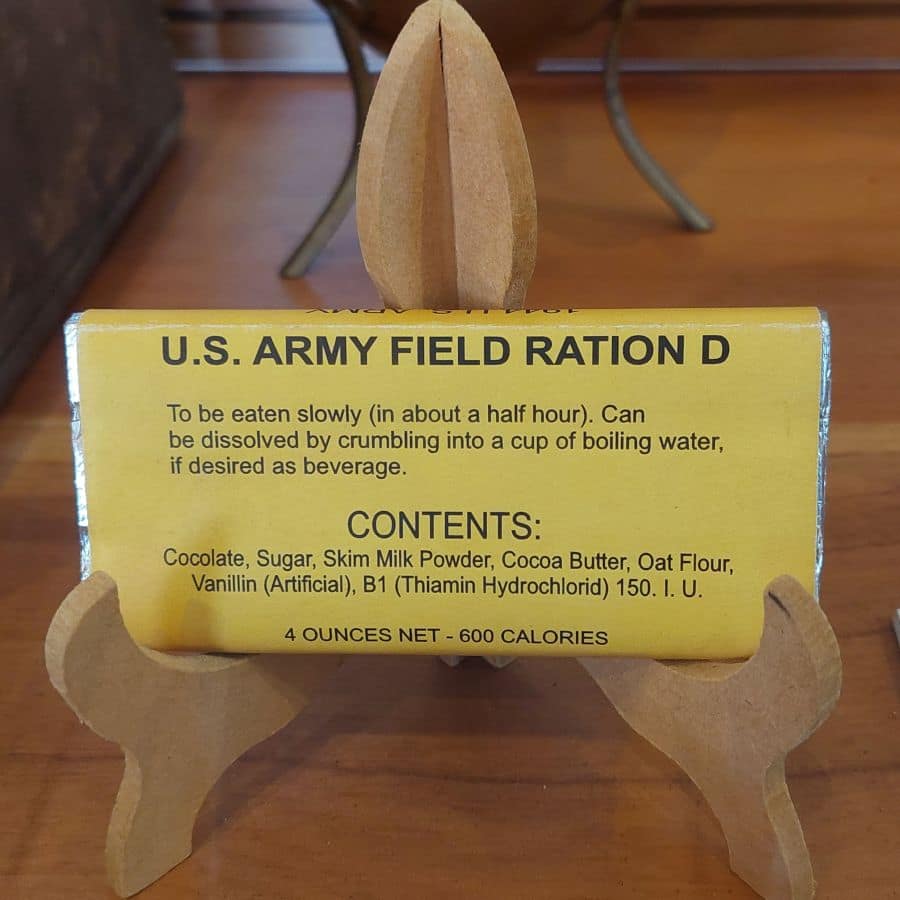 1944 U.S. ARMY
U.S. ARMY FIELD RATION D
To be eaten slowly (in about a half hour). Can
be dissolved by crumbling into a cup of boiling water,
if desired as beverage.
CONTENTS:
Cocolate, Sugar, Skim Milk Powder, Cocoa Butter, Oat Flour,
Vanillin (Artificial), B1 (Thiamin Hydrochlorid) 150. I. U.
4 OUNCES NET - 600 CALORIES